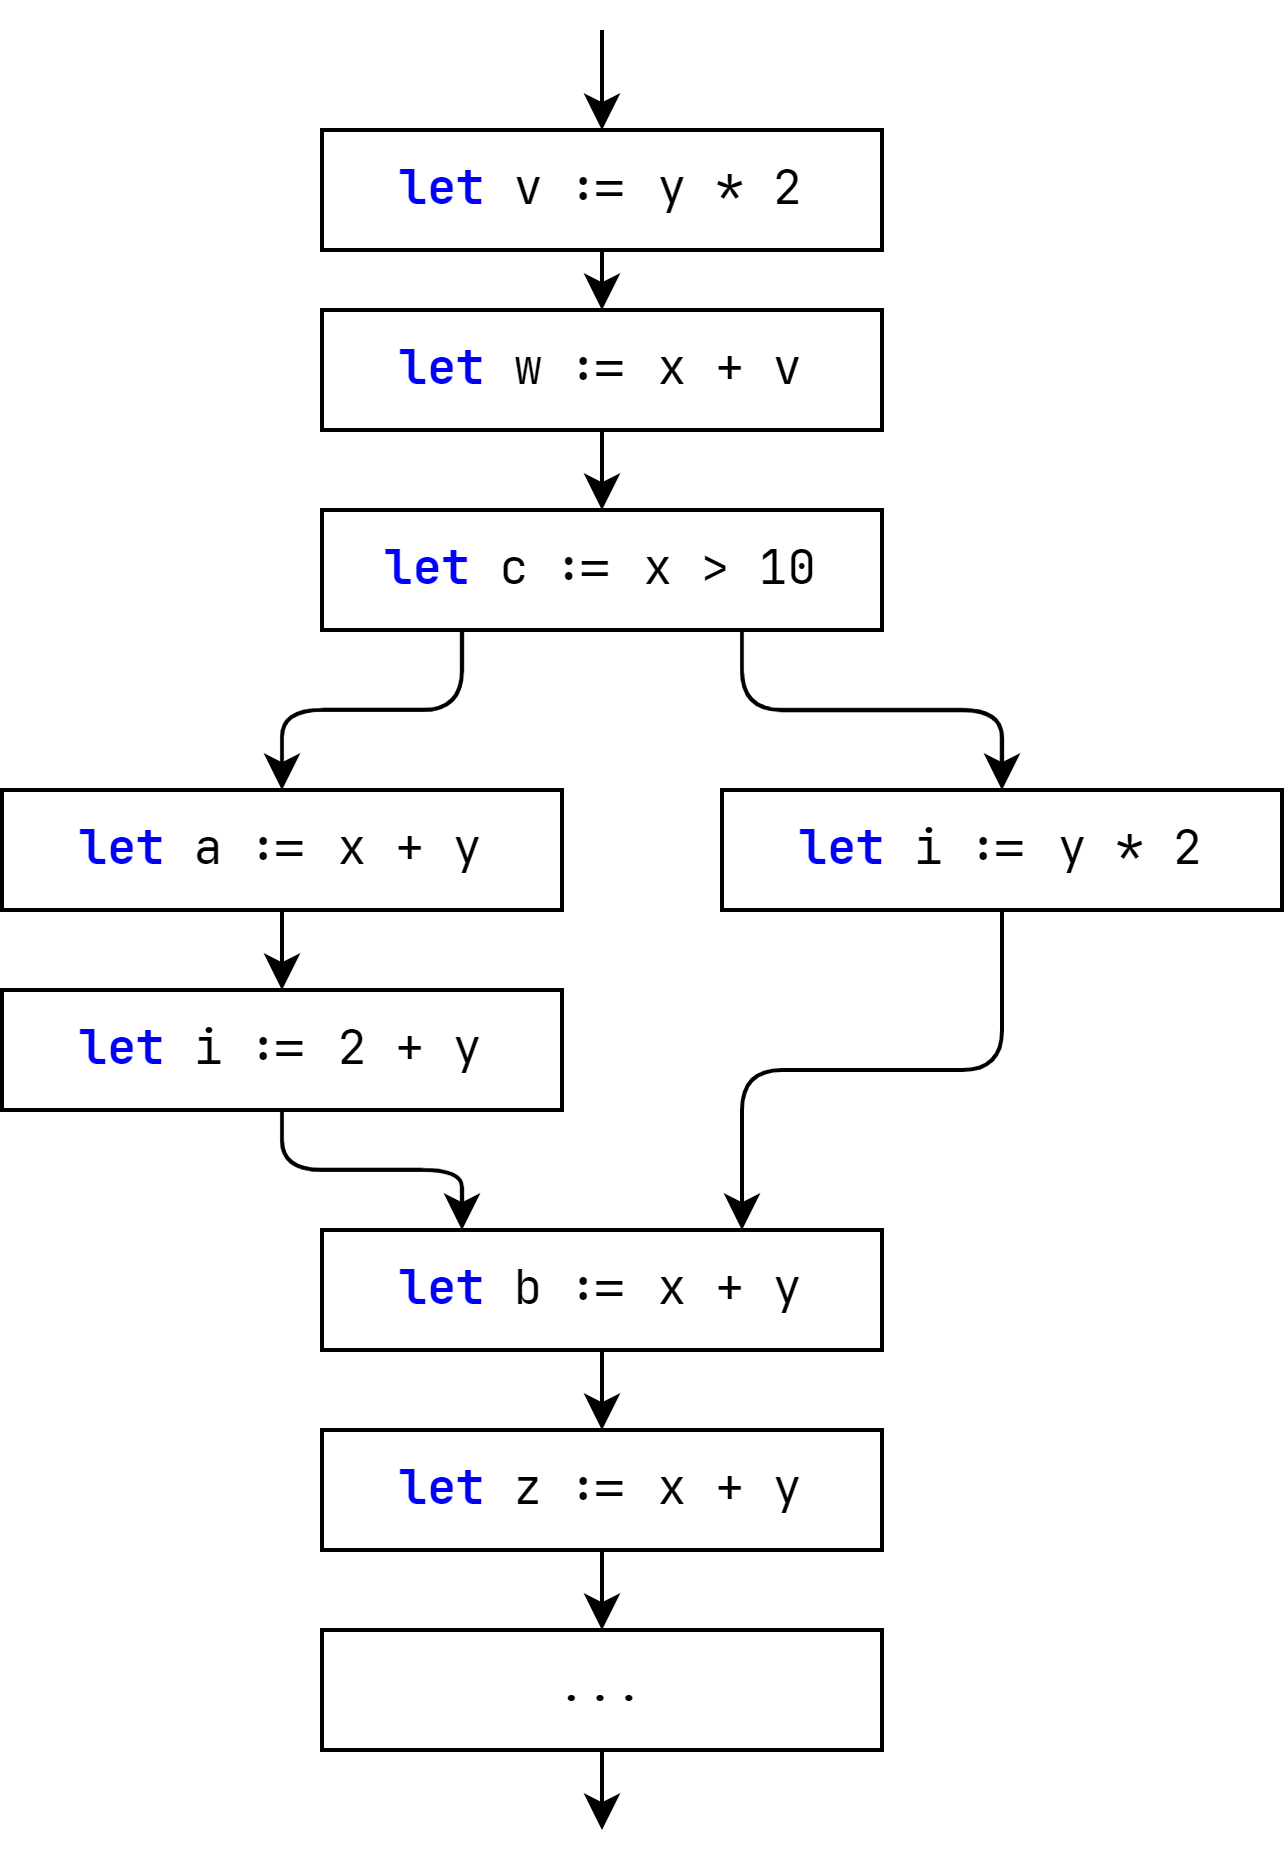 let v := y * 2
let w := x + v
let c := x > 10
let a := x + y
let i := y * 2
let i := 2 + y
let b := x + y
let z := x + y
...